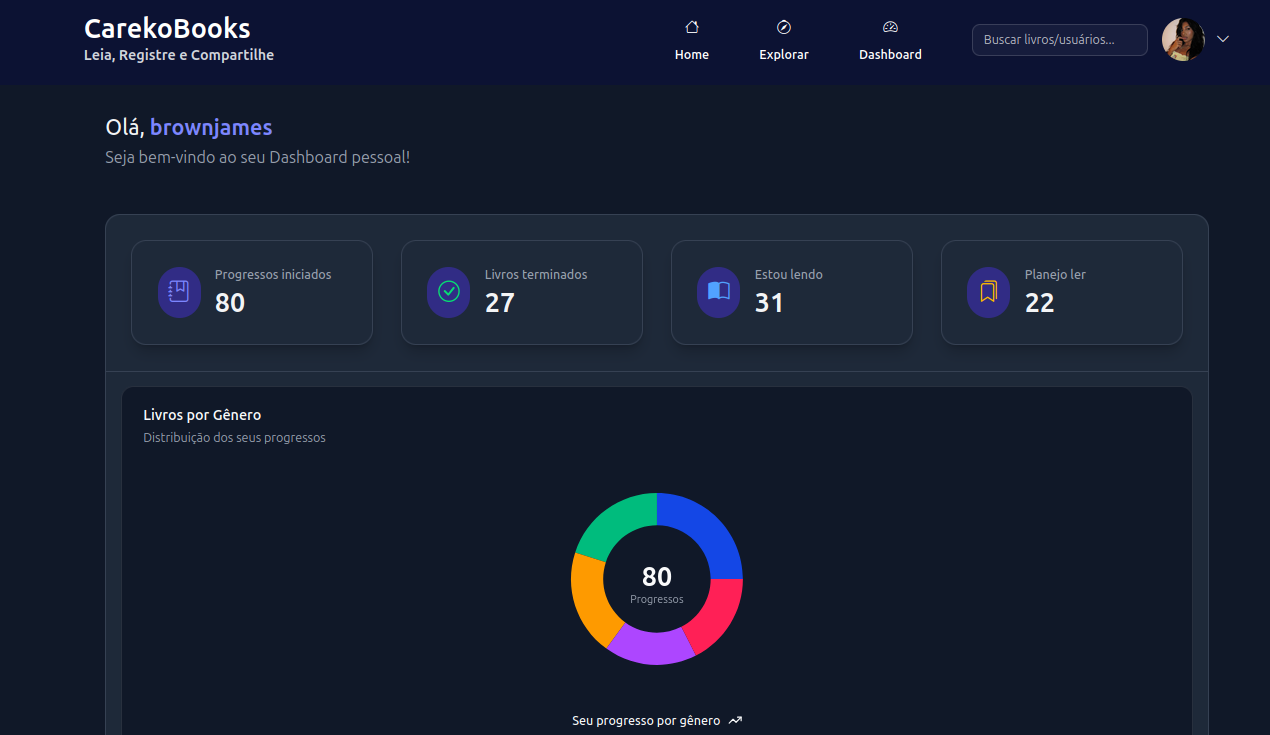 CarekoBooks
Leia, Registre e Compartilhe
Home
Explorar
Dashboard
Buscar livros/usuários...
Olá, brownjames
Seja bem-vindo ao seu Dashboard pessoal!
Progressos iniciados
80
Livros terminados
27
Estou lendo
31
Planejo ler
22
Livros por Gênero
Distribuição dos seus progressos
80
Progressos
Seu progresso por gênero